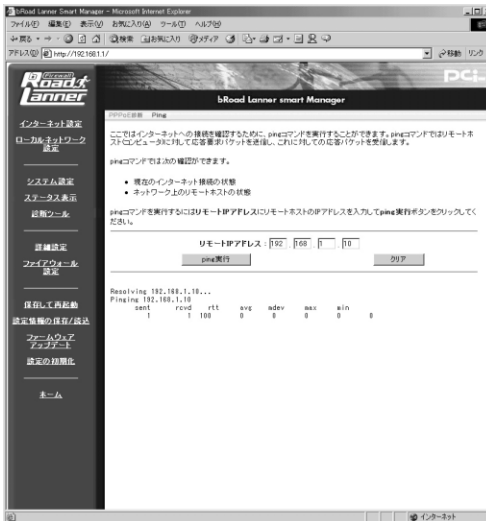 bRoad Lanner Smart Manager - Microsoft Internet Explorer
ファイル(F) 編集(E) 表示(V) お気に入り(A) ツール(T) ヘルプ(H)
戻る 検索 お気に入り メディア
アドレス(D) http://192.168.1.1/ 移動 リンク
Firewall
Road
Lanner
PCi
bRoad Lanner smart Manager
PPPoE診断 Ping
インターネット設定
ローカルネットワーク
設定
システム設定
ステータス表示
診断ツール
詳細設定
ファイアウォール
設定
保存して再起動
設定情報の保存/読込
ファームウェア
アップデート
設定の初期化
ホーム
ここではインターネットへの接続を確認するために、pingコマンドを実行することができます。pingコマンドではリモートホ
スト(コンピュータ)に対して応答要求パケットを送信し、これに対しての応答パケットを受信します。
pingコマンドでは次の確認ができます。
• 現在のインターネット接続の状態
• ネットワーク上のリモートホストの状態
pingコマンドを実行するにはリモートIPアドレスにリモートホストのIPアドレスを入力してping実行ボタンをクリックしてく
ださい。
リモートIPアドレス : 192 . 168 . 1 . 10
ping実行 クリア
Resolving 192.168.1.10...
Pinging 192.168.1.10
sent rcvd rtt avg mdev max min
1 1 100 0 0 0 0 0
インターネット